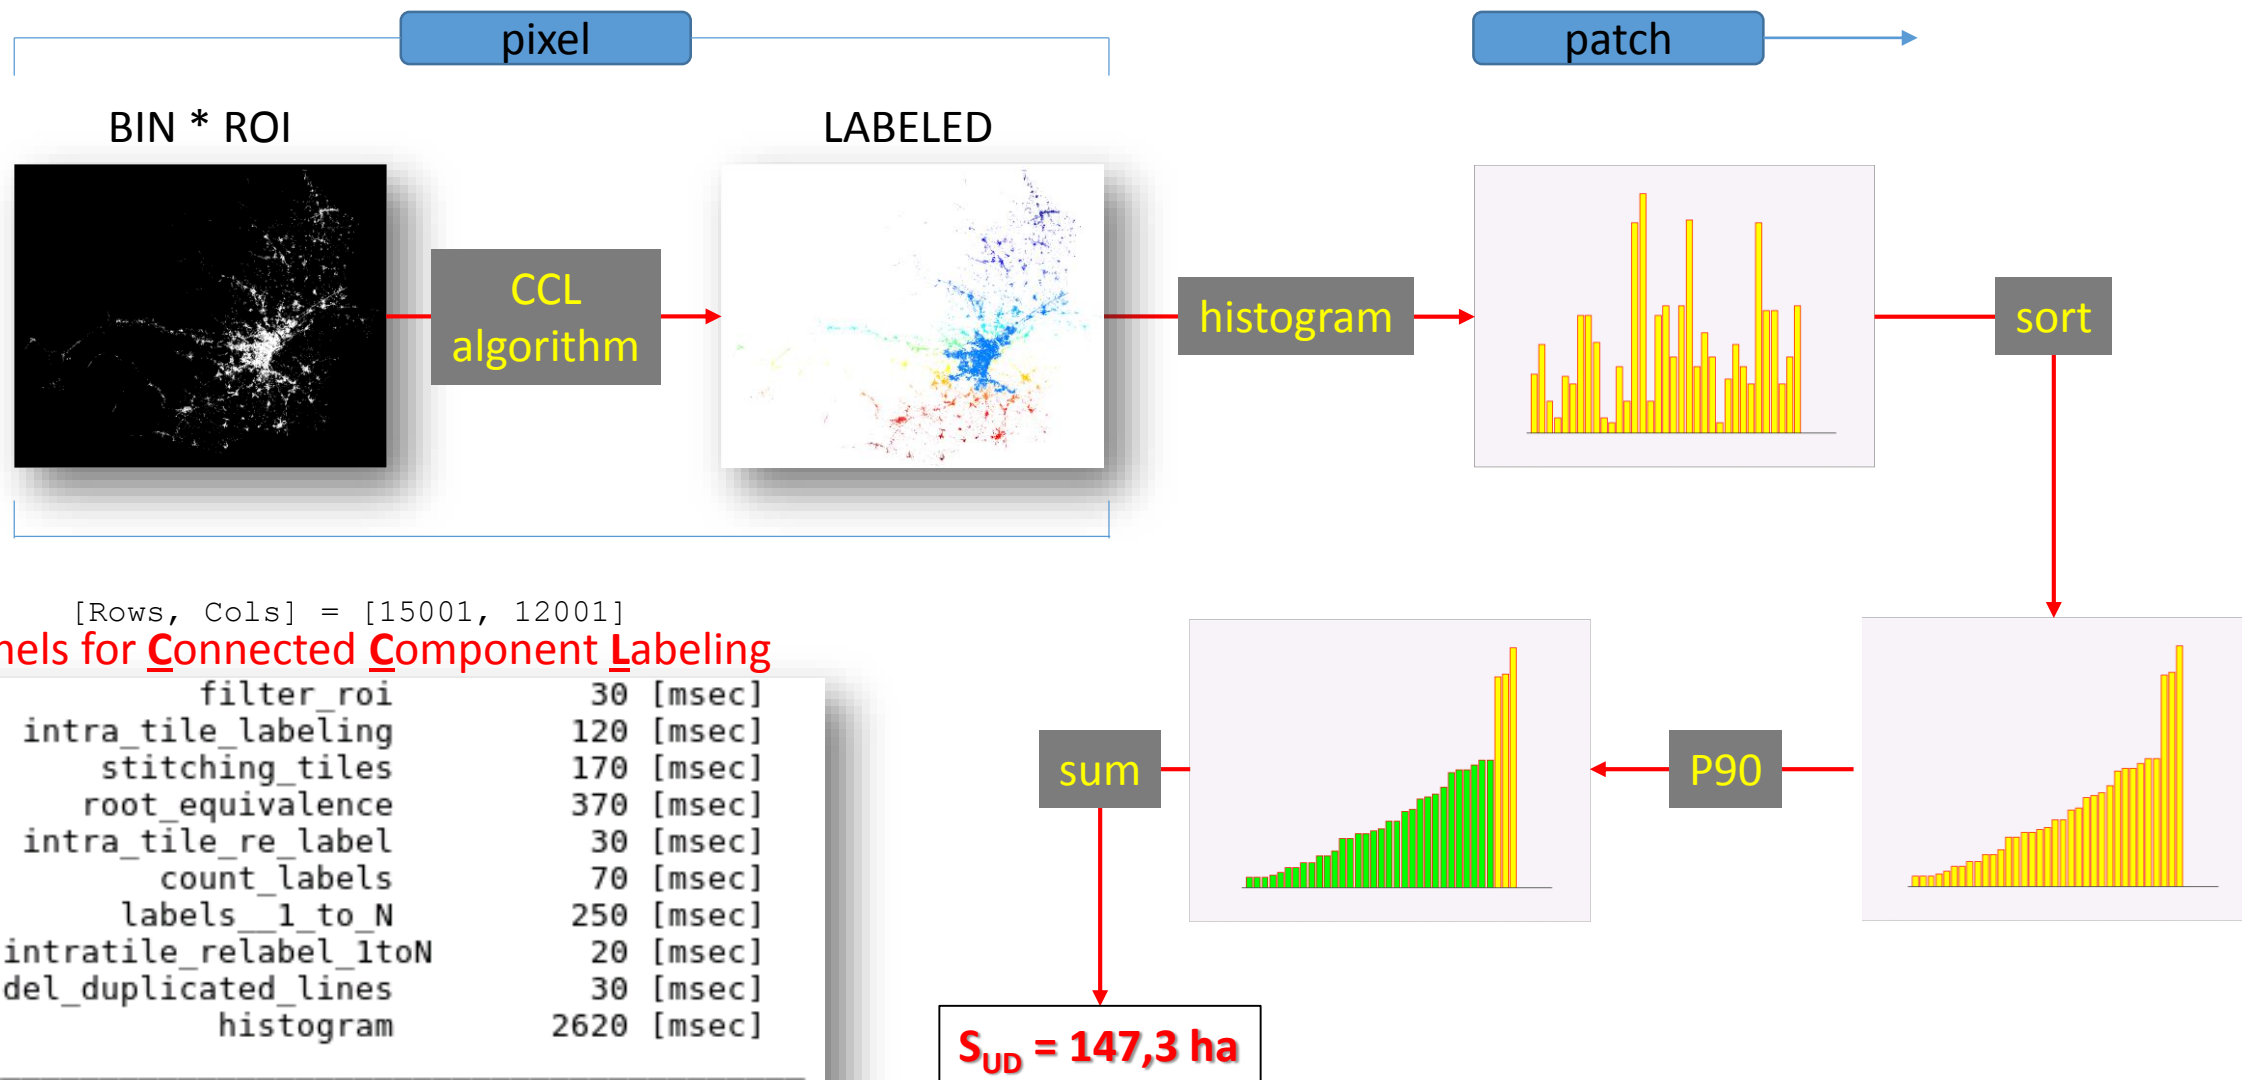 pixel
patch
BIN * ROI
LABELED
CCL
algorithm
histogram
sort
[Rows, Cols] = [15001, 12001]
for Connected Component Labeling
filter_roi 30 [msec]
intra_tile_labeling 120 [msec]
stitching_tiles 170 [msec]
root_equivalence 370 [msec]
intra_tile_re_label 30 [msec]
count_labels 70 [msec]
labels__1_to_N 250 [msec]
intratile_relabel_1toN 20 [msec]
del_duplicated_lines 30 [msec]
histogram 2620 [msec]
sum
P90
S_UD = 147,3 ha